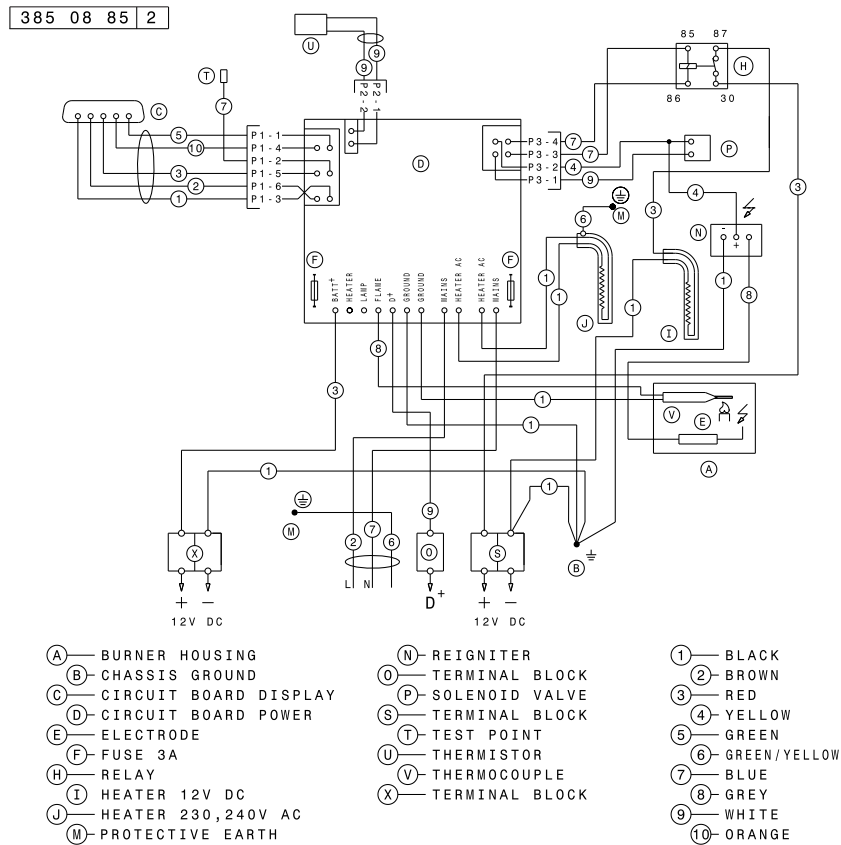 385 08 85 2
85 87
H
86 30
U
9
9
P2-2
P2-1
T
7
C
5
10
3
2
1
P1-1
P1-4
P1-2
P1-5
P1-6
P1-3
D
P3-4
P3-3
P3-2
P3-1
7
7
4
9
P
4
3
3
6
M
N
- +
1
8
F
F
BATT+
HEATER
LAMP
FLAME
D+
GROUND
GROUND
MAINS
HEATER AC
HEATER AC
MAINS
1
1
J
1
I
8
3
1
1
V
E
A
1
1
M
2
7
6
9
L N
X
O
S
B
+ -
12V DC
D+
+ -
12V DC
A BURNER HOUSING
B CHASSIS GROUND
C CIRCUIT BOARD DISPLAY
D CIRCUIT BOARD POWER
E ELECTRODE
F FUSE 3A
H RELAY
I HEATER 12V DC
J HEATER 230,240V AC
M PROTECTIVE EARTH
N REIGNITER
O TERMINAL BLOCK
P SOLENOID VALVE
S TERMINAL BLOCK
T TEST POINT
U THERMISTOR
V THERMOCOUPLE
X TERMINAL BLOCK
1 BLACK
2 BROWN
3 RED
4 YELLOW
5 GREEN
6 GREEN/YELLOW
7 BLUE
8 GREY
9 WHITE
10 ORANGE